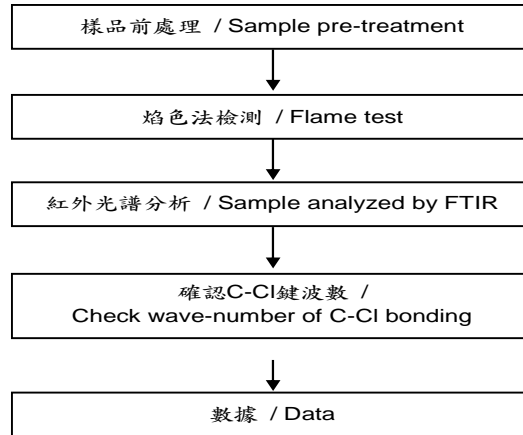 樣品前處理 / Sample pre-treatment
焰色法檢測 / Flame test
紅外光譜分析 / Sample analyzed by FTIR
確認C-Cl鍵波數 /
Check wave-number of C-Cl bonding
數據 / Data